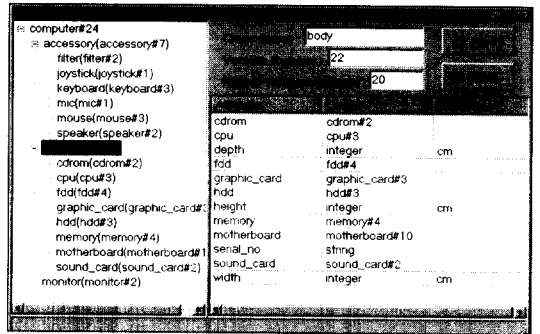 computer#24
accessory(accessory#7)
filter(filter#2)
joystick(joystick#1)
keyboard(keyboard#3)
mic(mic#1)
mouse(mouse#3)
speaker(speaker#2)
cdrom(cdrom#2)
cpu(cpu#3)
fdd(fdd#4)
graphic_card(graphic_card#3
hdd(hdd#3)
memory(memory#4)
motherboard(motherboard#1
sound_card(sound_card#2)
monitor(monitor#2)
body
22
20
cdrom cdrom#2
cpu cpu#3
depth integer cm
fdd fdd#4
graphic_card graphic_card#3
hdd hdd#3
height integer cm
memory memory#4
motherboard motherboard#10
serial_no string
sound_card sound_card#2
width integer cm